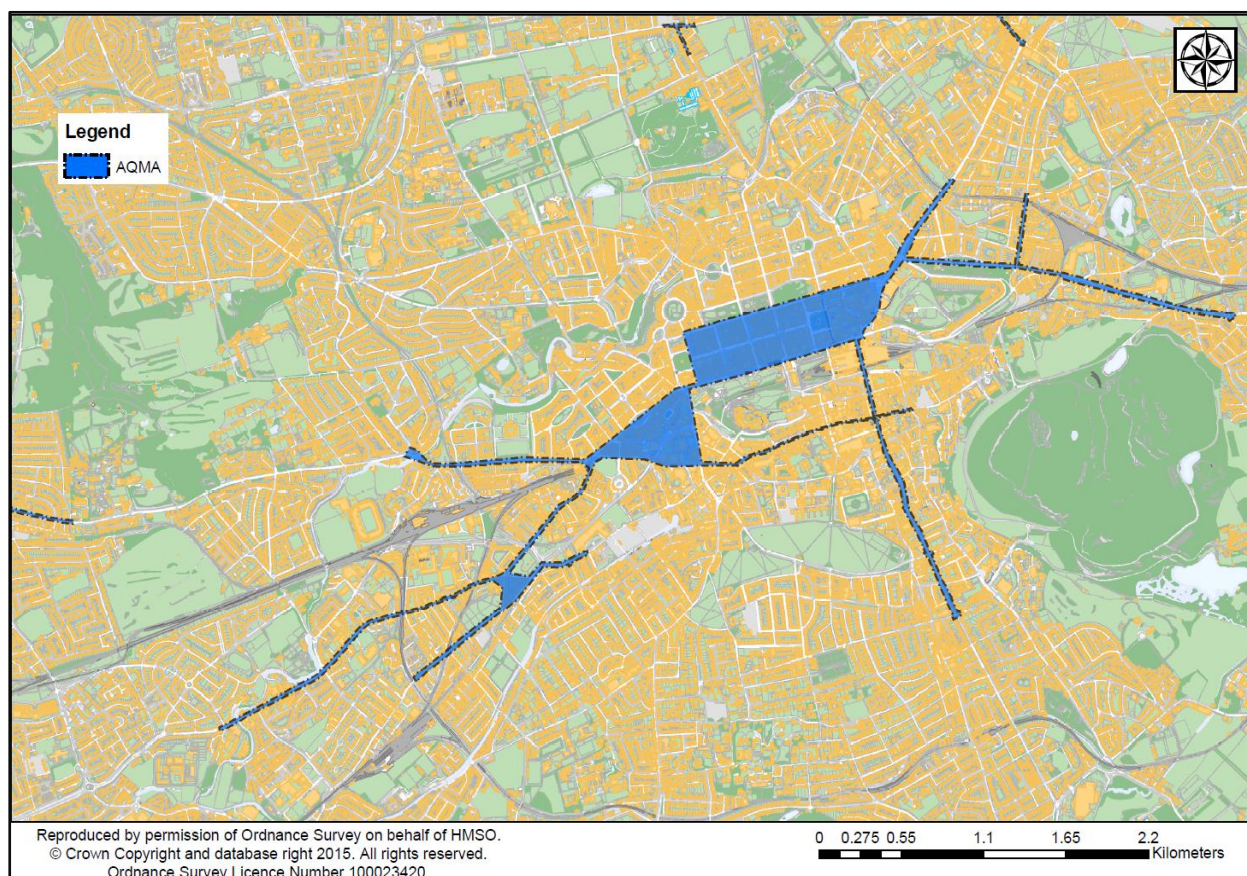 Legend
AQMA
Reproduced by permission of Ordnance Survey on behalf of HMSO.
© Crown Copyright and database right 2015. All rights reserved.
Ordnance Survey Licence Number 100023420
0 0.275 0.55 1.1 1.65 2.2
Kilometers